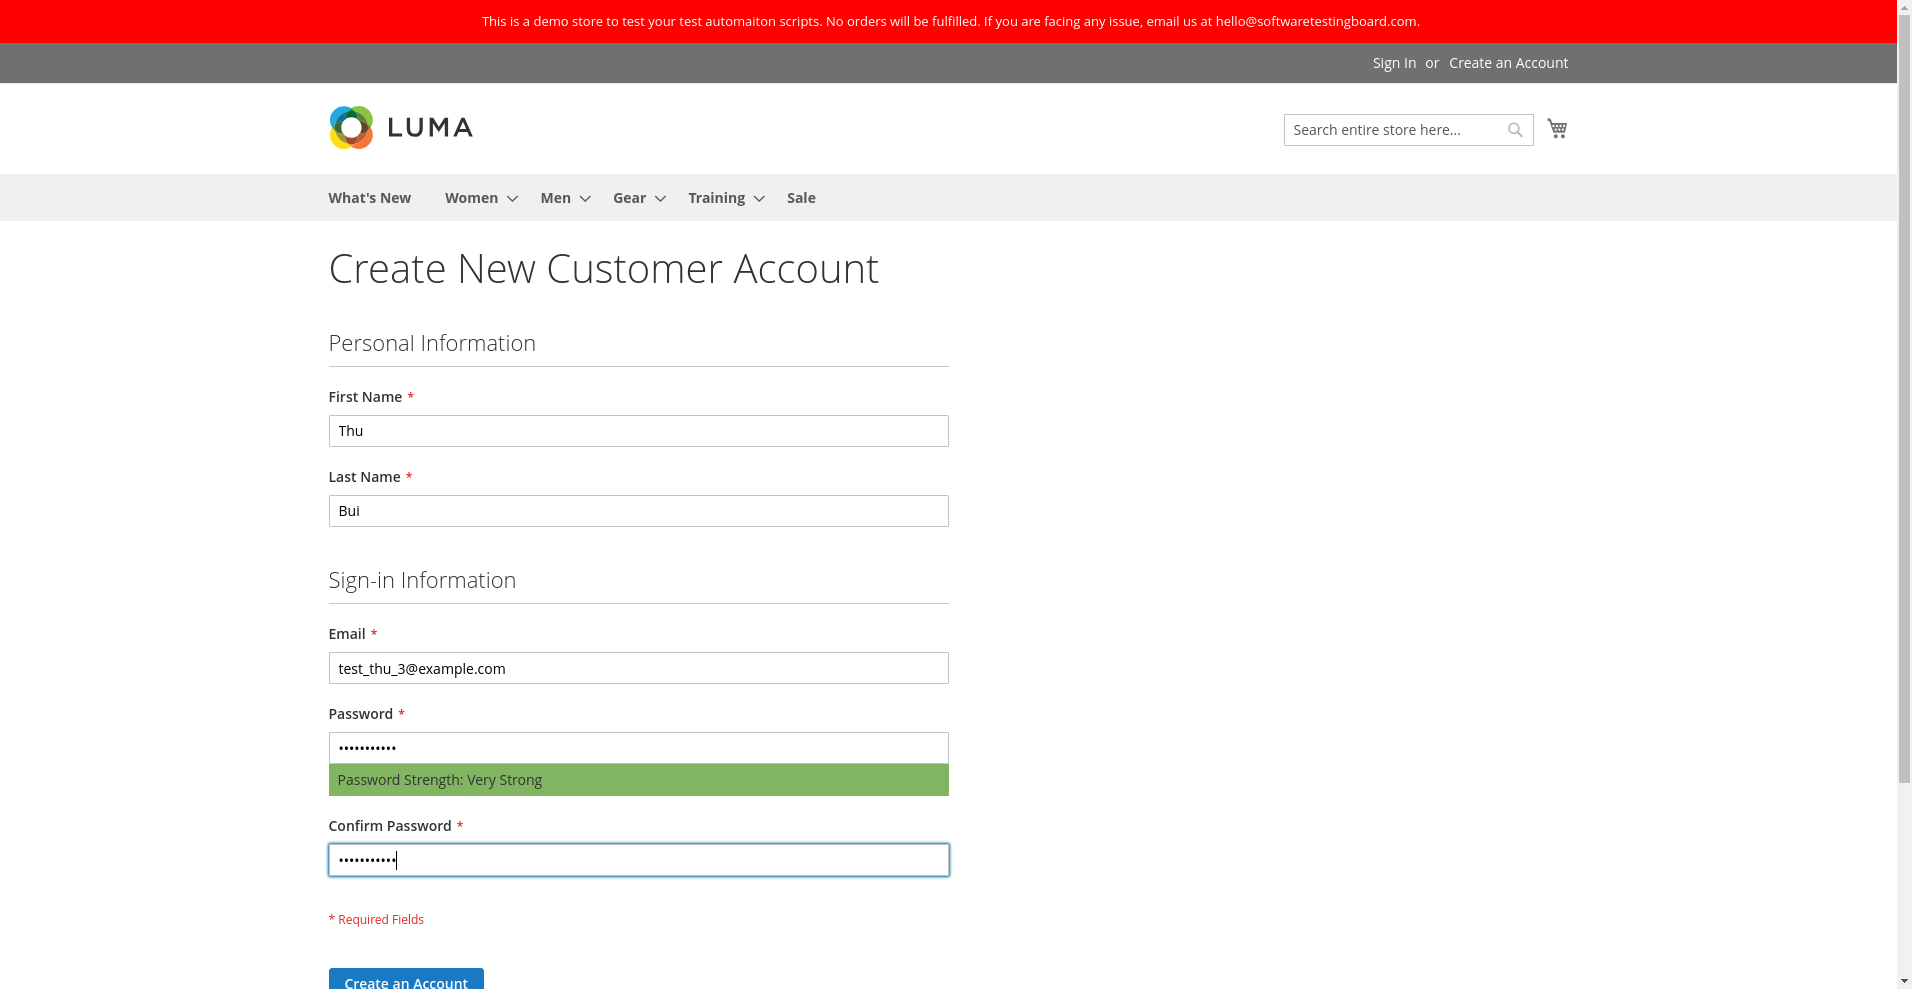 This is a demo store to test your test automaiton scripts. No orders will be fulfilled. If you are facing any issue, email us at hello@softwaretestingboard.com.
Sign In or Create an Account
LUMA
Search entire store here...
What's New Women Men Gear Training Sale
Create New Customer Account
Personal Information
First Name *
Thu
Last Name *
Bui
Sign-in Information
Email *
test_thu_3@example.com
Password *
•••••••••••
Password Strength: Very Strong
Confirm Password *
•••••••••••
* Required Fields
Create an Account